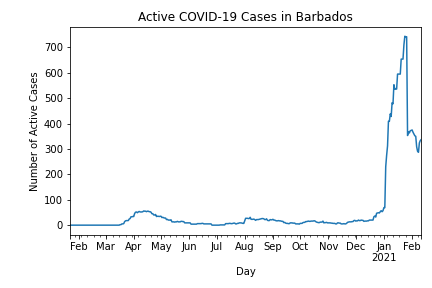 Active COVID-19 Cases in Barbados
Number of Active Cases
700
600
500
400
300
200
100
0
Feb Mar Apr May Jun Jul Aug Sep Oct Nov Dec Jan Feb
2021
Day